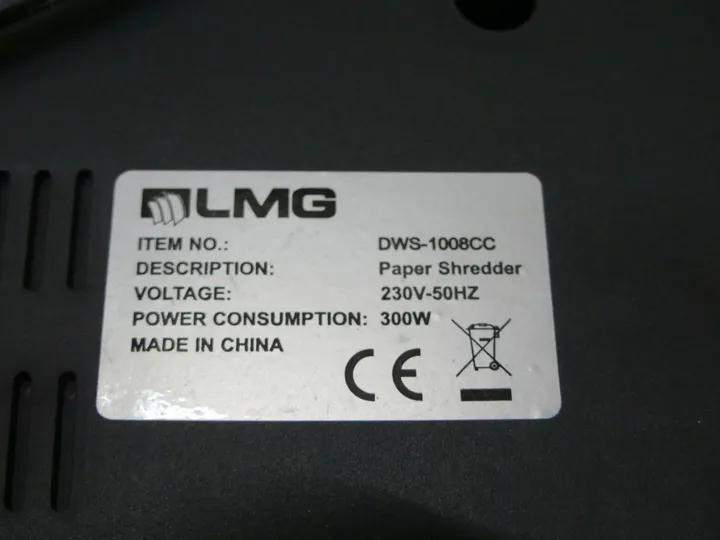 LMG
ITEM NO.: DWS-1008CC
DESCRIPTION: Paper Shredder
VOLTAGE: 230V-50HZ
POWER CONSUMPTION: 300W
MADE IN CHINA
CE